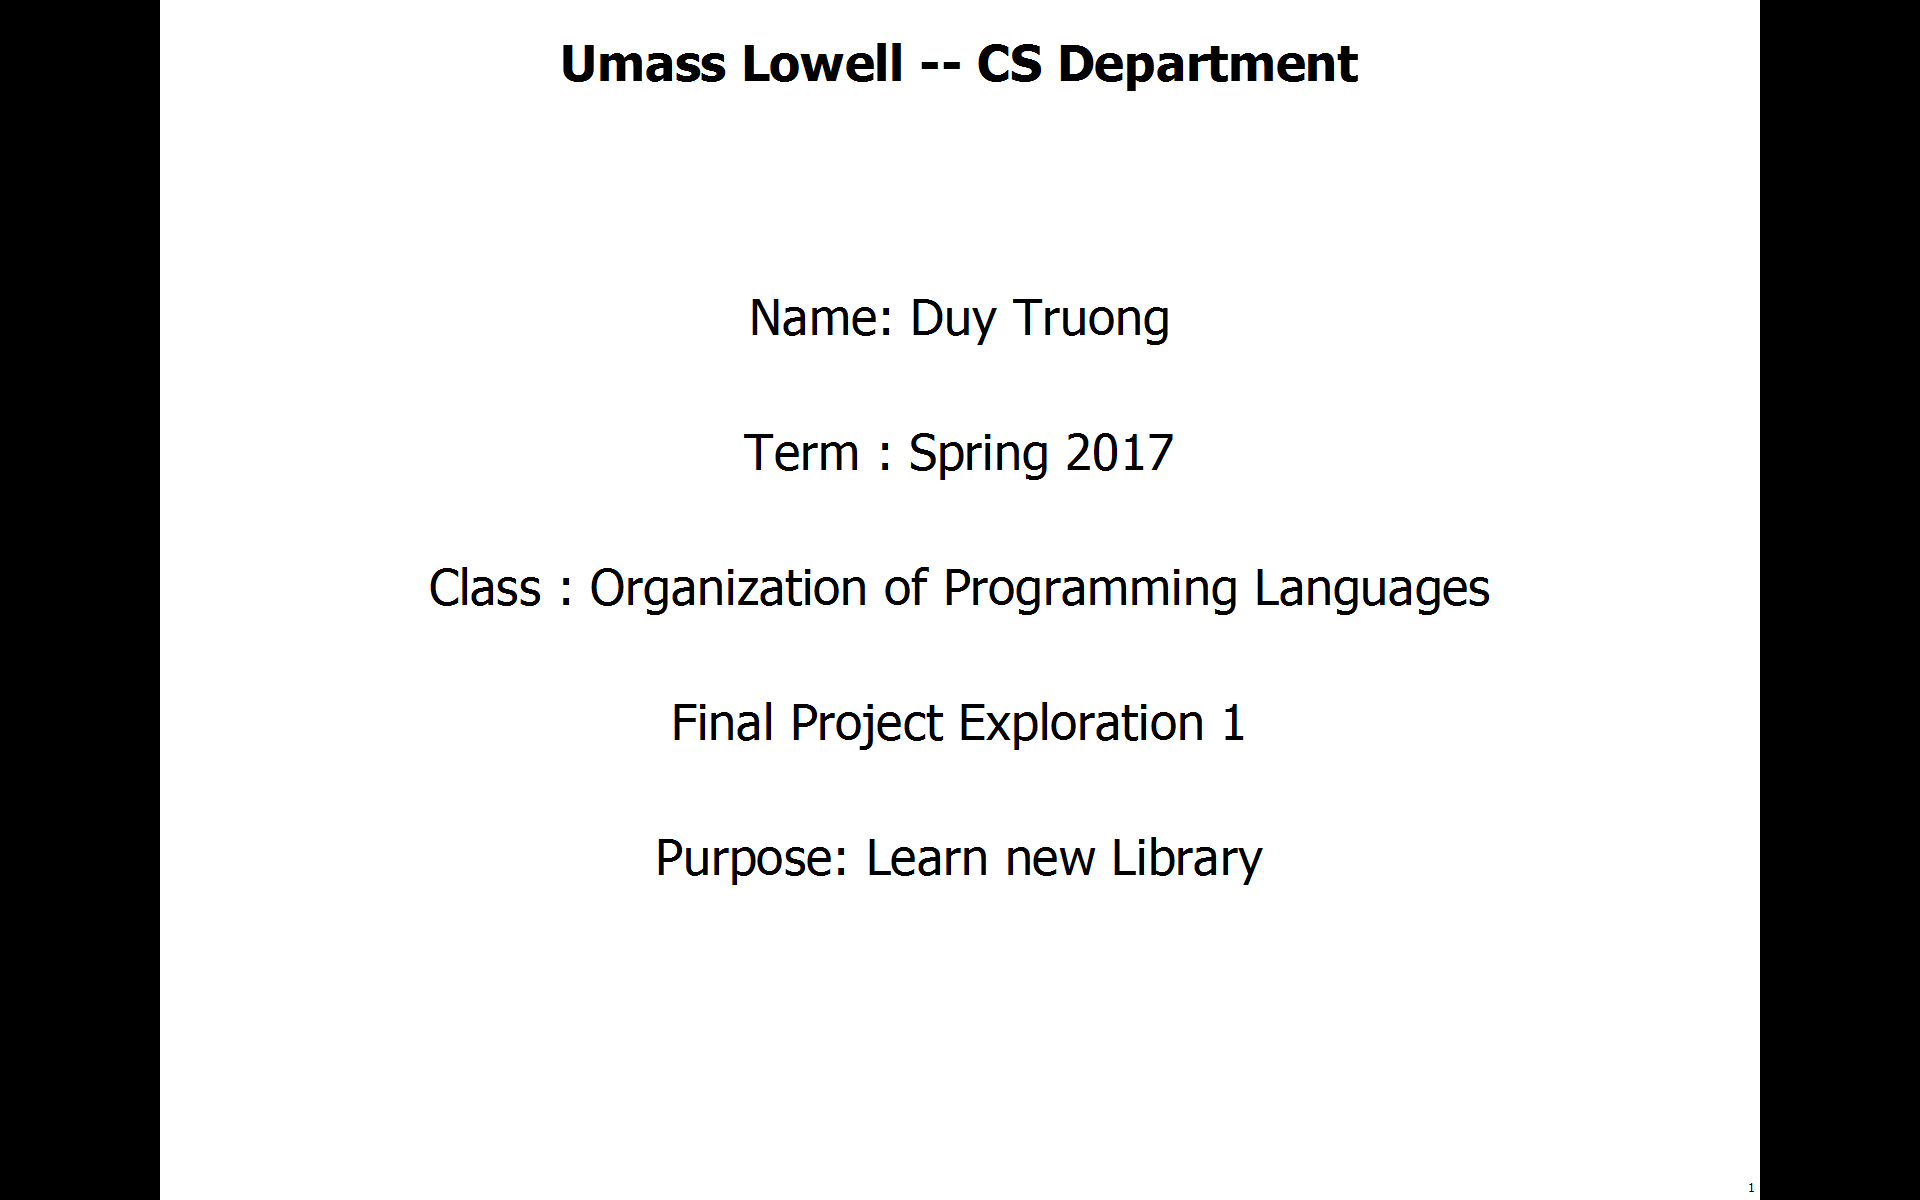 Umass Lowell -- CS Department
Name: Duy Truong
Term : Spring 2017
Class : Organization of Programming Languages
Final Project Exploration 1
Purpose: Learn new Library
1